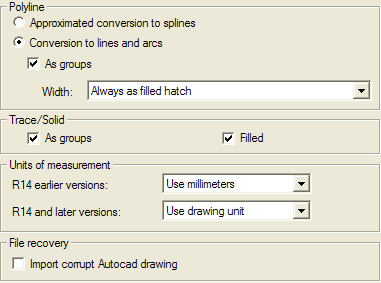 Polyline
Approximated conversion to splines
Conversion to lines and arcs
As groups
Width: Always as filled hatch
Trace/Solid
As groups Filled
Units of measurement
R14 earlier versions: Use millimeters
R14 and later versions: Use drawing unit
File recovery
Import corrupt Autocad drawing